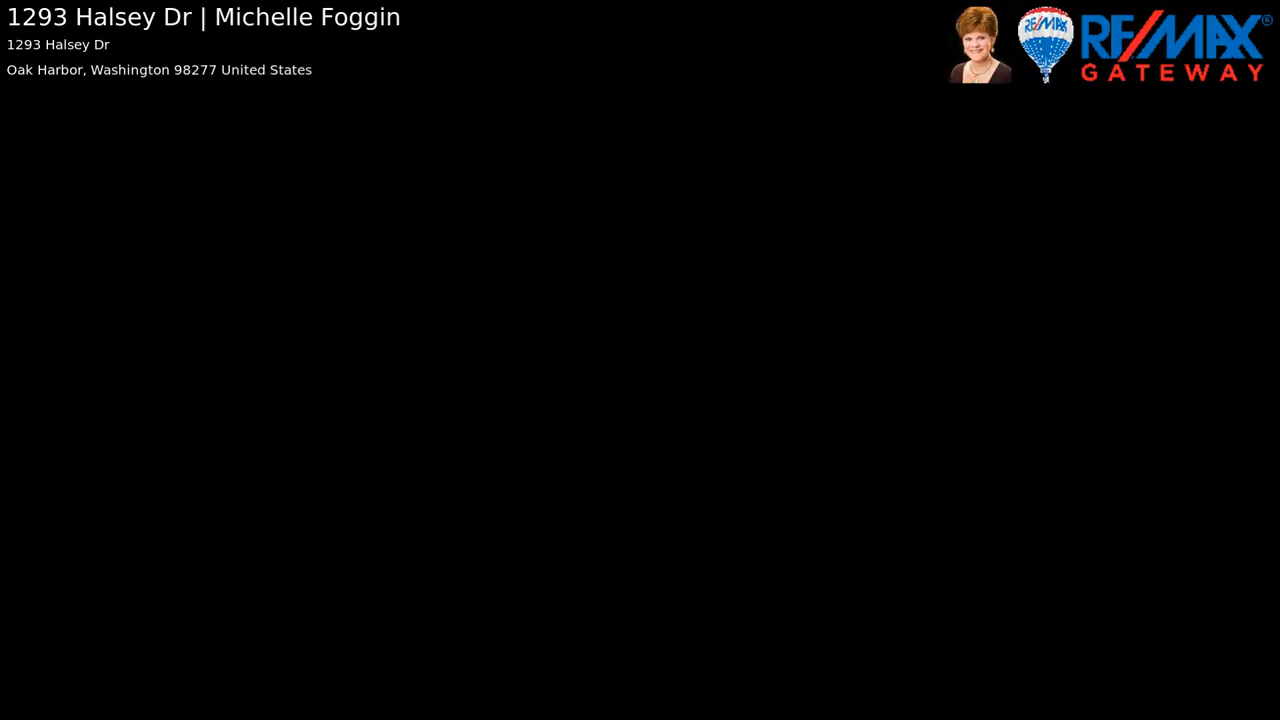 1293 Halsey Dr | Michelle Foggin
1293 Halsey Dr
Oak Harbor, Washington 98277 United States
RE/MAX
RE/MAX®
GATEWAY